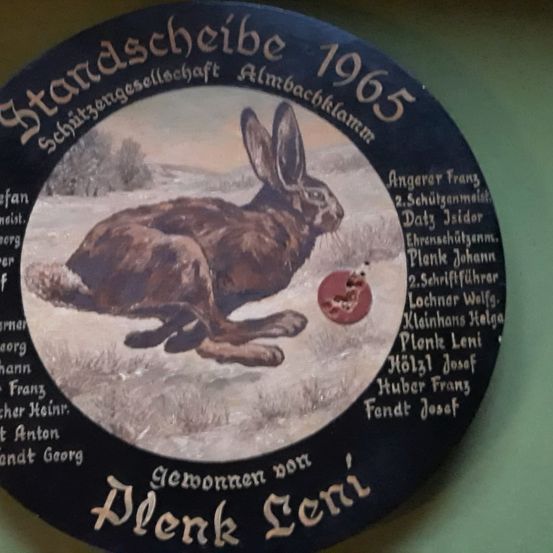 Standscheibe 1965
Schützengesellschaft Almbachklamm
Angerer Franz
2.Schützenmeist.
Datz Isidor
Ehrenschützenm.
Plenk Johann
2.Schriftführer
Lochner Wolfg.
Kleinhans Helga
Plenk Leni
Hölzl Josef
Huber Franz
Fendt Josef
Franz
Heinr.
Anton
Georg
Gewonnen von
Plenk Leni